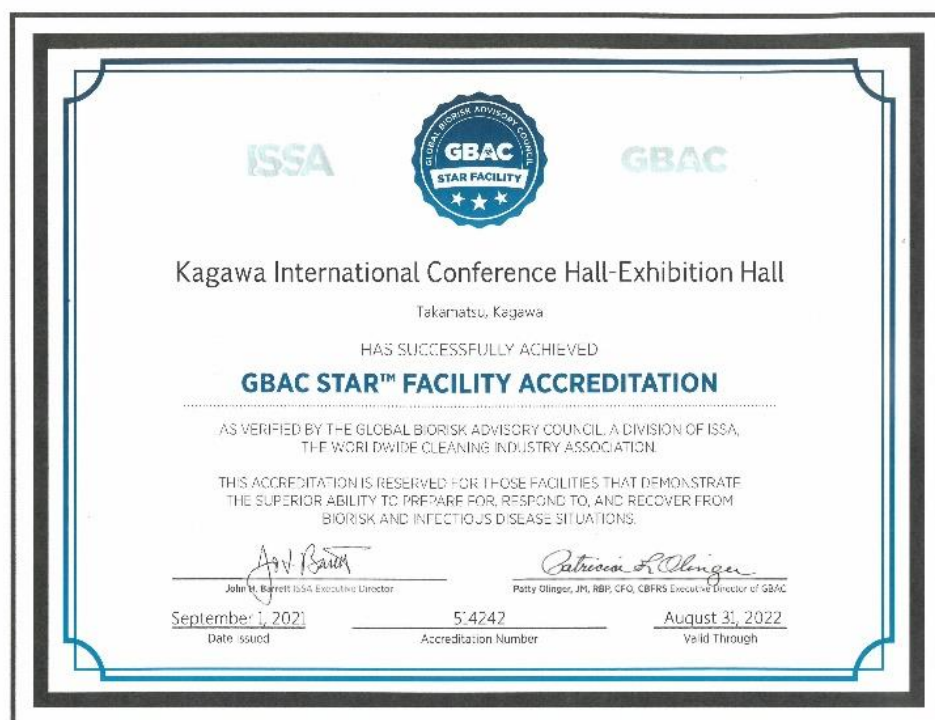 ISSA
GLOBAL BIORISK ADVISORY COUNCIL
GBAC
STAR FACILITY
GBAC
Kagawa International Conference Hall-Exhibition Hall
Takamatsu, Kagawa
HAS SUCCESSFULLY ACHIEVED
GBAC STAR™ FACILITY ACCREDITATION
AS VERIFIED BY THE GLOBAL BIORISK ADVISORY COUNCIL, A DIVISION OF ISSA,
THE WORLDWIDE CLEANING INDUSTRY ASSOCIATION.
THIS ACCREDITATION IS RESERVED FOR THOSE FACILITIES THAT DEMONSTRATE
THE SUPERIOR ABILITY TO PREPARE FOR, RESPOND TO, AND RECOVER FROM
BIORISK AND INFECTIOUS DISEASE SITUATIONS.
Patricia L Olinger
John H. Barrett ISSA Executive Director
Patty Olinger, JM, RBP, CFO, CBFRS Executive Director of GBAC
September 1, 2021
514242
August 31, 2022
Date Issued
Accreditation Number
Valid Through